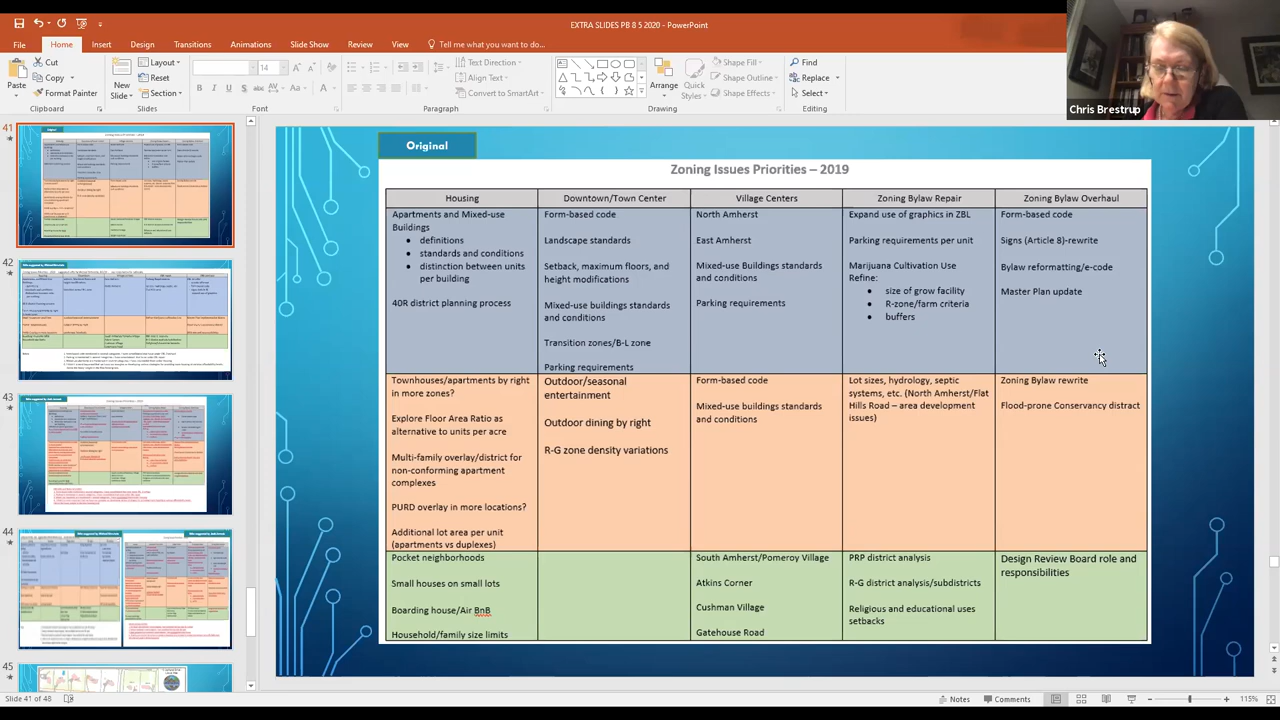 EXTRA SLIDES PB 8 5 2020 - PowerPoint
File Home Insert Design Transitions Animations Slide Show Review View Tell me what you want to do...
Paste
Cut
Copy
Format Painter
Clipboard
New
Slide
Layout
Reset
Section
Slides
14
B I U S abc AV Aa A
Font
Text Direction
Align Text
Convert to SmartArt
Paragraph
Arrange
Quick
Styles
Shape Fill
Shape Outline
Shape Effects
Drawing
Find
Replace
Select
Editing
Chris Brestrup
41
42
43
44
45
Original
Zoning Issues Priorities – 2019
Housing
Downtown/Town Center
Village Centers
Zoning Bylaw Repair
Zoning Bylaw Overhaul
Apartments and Mixed-use
Buildings
• definitions
• standards and conditions
• distinction between units
per building
40R district planning process
Form-based code
Landscape standards
Setback, maximum floors, and
height modifications
Mixed-use buildings standards
and conditions
Transition zones/B-L zone
Parking requirements
North Amherst
East Amherst
Mixed-use Buildings standards
and conditions
Parking requirements
Expand use of graphics in ZBL
Parking requirements per unit
Marijuana Cultivation Use
Refine:
• size of grow facility
• R-zone/farm criteria
• buffers
Form-based code
Signs (Article 8)-rewrite
Bylaw reformatting/e-code
Master Plan update
Townhouses/apartments by right
in more zones?
Explore Floor Area Ratio as
alternative to units per acre
Multi-family overlay/district for
non-conforming apartment
complexes
PURD overlay in more locations?
Additional lot area per unit
(apartments vs duplexes)
Outdoor/seasonal
entertainment
Outdoor dining by right
R-G zone density variations
Form-based code
Mixed-use buildings standards
and conditions
Lot sizes, hydrology, septic
systems, etc. (North Amherst/Flat
Hills Road – area development
issues)
Zoning Bylaw rewrite
Flood-prone Conservancy distract
Pocket neighborhoods
Small houses on small lots
Boarding house/Air BnB
Household/family size limits
South Amherst/Pomeroy Village
Atkins Corner
Cushman Village
Gatehouse Road
PRP district analysis
R-G district analysis/subdistricts
Religious and educational uses
setbacks
Design Review Board role and
responsibilities
Slide 41 of 48
Notes
Comments
115%